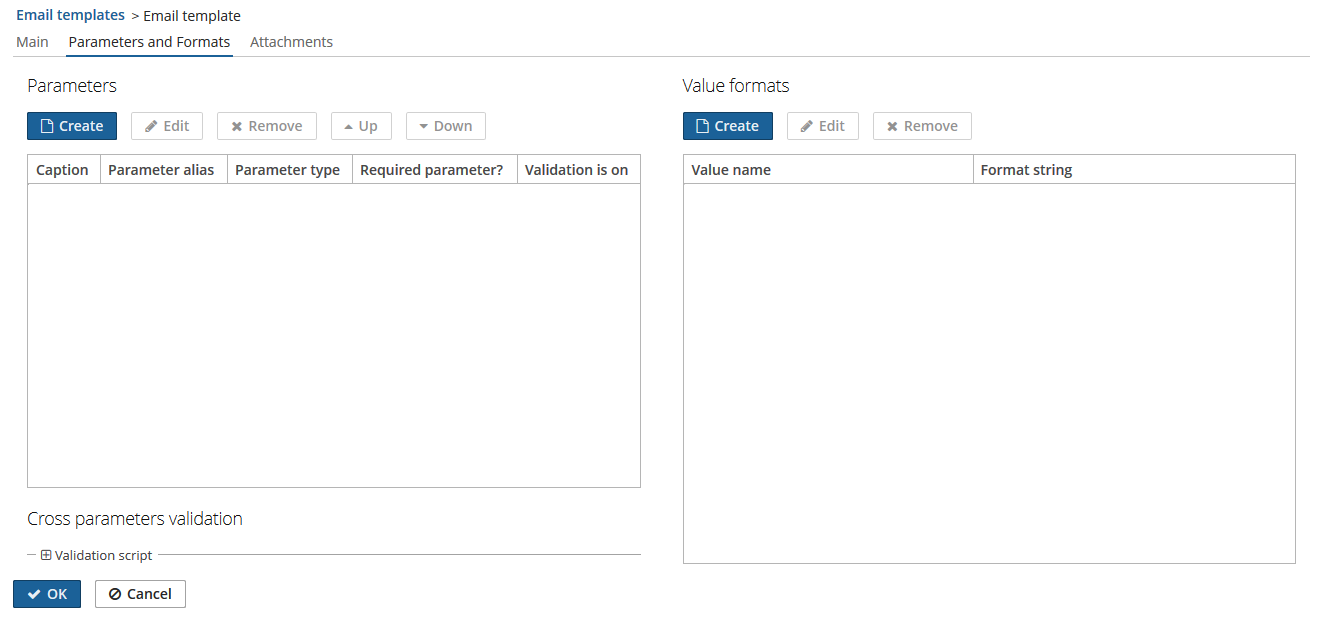 Email templates > Email template
Main Parameters and Formats Attachments
Parameters
Create Edit Remove Up Down
Caption Parameter alias Parameter type Required parameter? Validation is on
Cross parameters validation
Validation script
Value formats
Create Edit Remove
Value name Format string
OK Cancel